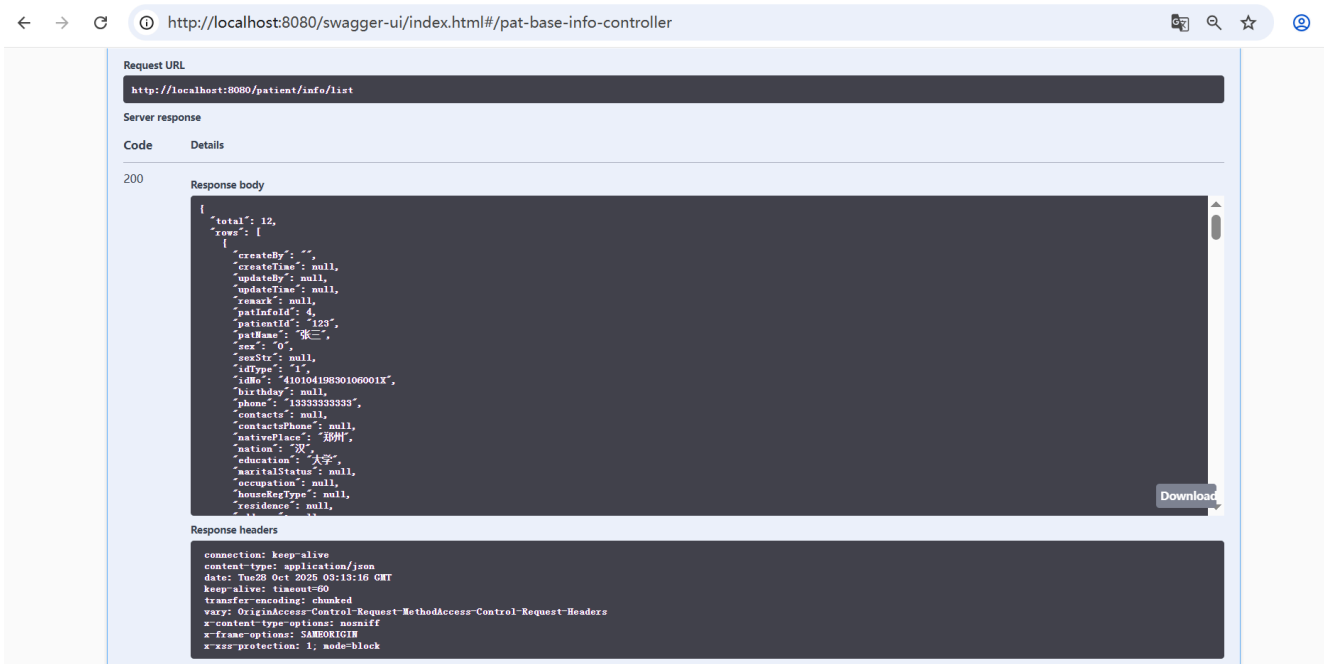 http://localhost:8080/swagger-ui/index.html#/pat-base-info-controller
Request URL
http://localhost:8080/patient/info/list
Server response
Code Details
200
Response body
{
"total": 12,
"rows": [
{
"createBy": "",
"createTime": null,
"updateBy": null,
"updateTime": null,
"remark": null,
"patInfoId": 4,
"patientId": "123",
"patName": "张三",
"sex": "0",
"sexStr": null,
"idType": "1",
"idNo": "41010419830106001X",
"birthday": null,
"phone": "13333333333",
"contacts": null,
"contactsPhone": null,
"nativePlace": "郑州",
"nation": "汉",
"education": "大学",
"maritalStatus": null,
"occupation": null,
"houseRegType": null,
"residence": null,
Download
Response headers
connection: keep-alive
content-type: application/json
date: Tue28 Oct 2025 03:13:16 GMT
keep-alive: timeout=60
transfer-encoding: chunked
vary: OriginAccess-Control-Request-MethodAccess-Control-Request-Headers
x-content-type-options: nosniff
x-frame-options: SAMEORIGIN
x-xss-protection: 1; mode=block